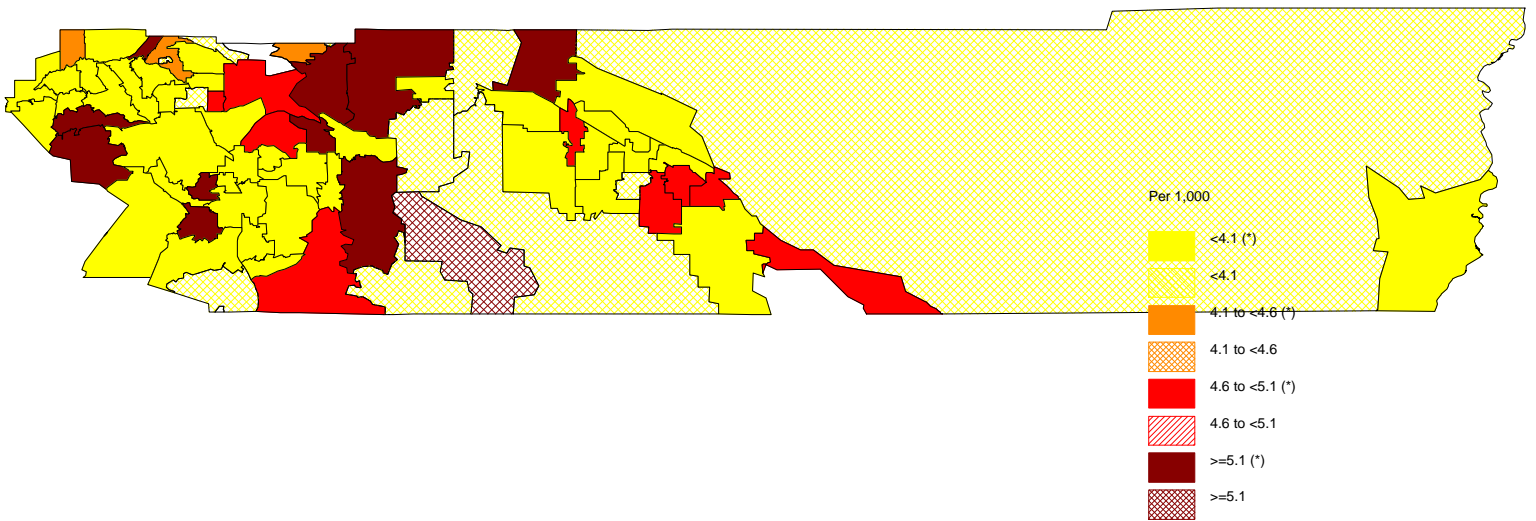 Per 1,000
<4.1 (*)
<4.1
4.1 to <4.6 (*)
4.1 to <4.6
4.6 to <5.1 (*)
4.6 to <5.1
>=5.1 (*)
>=5.1